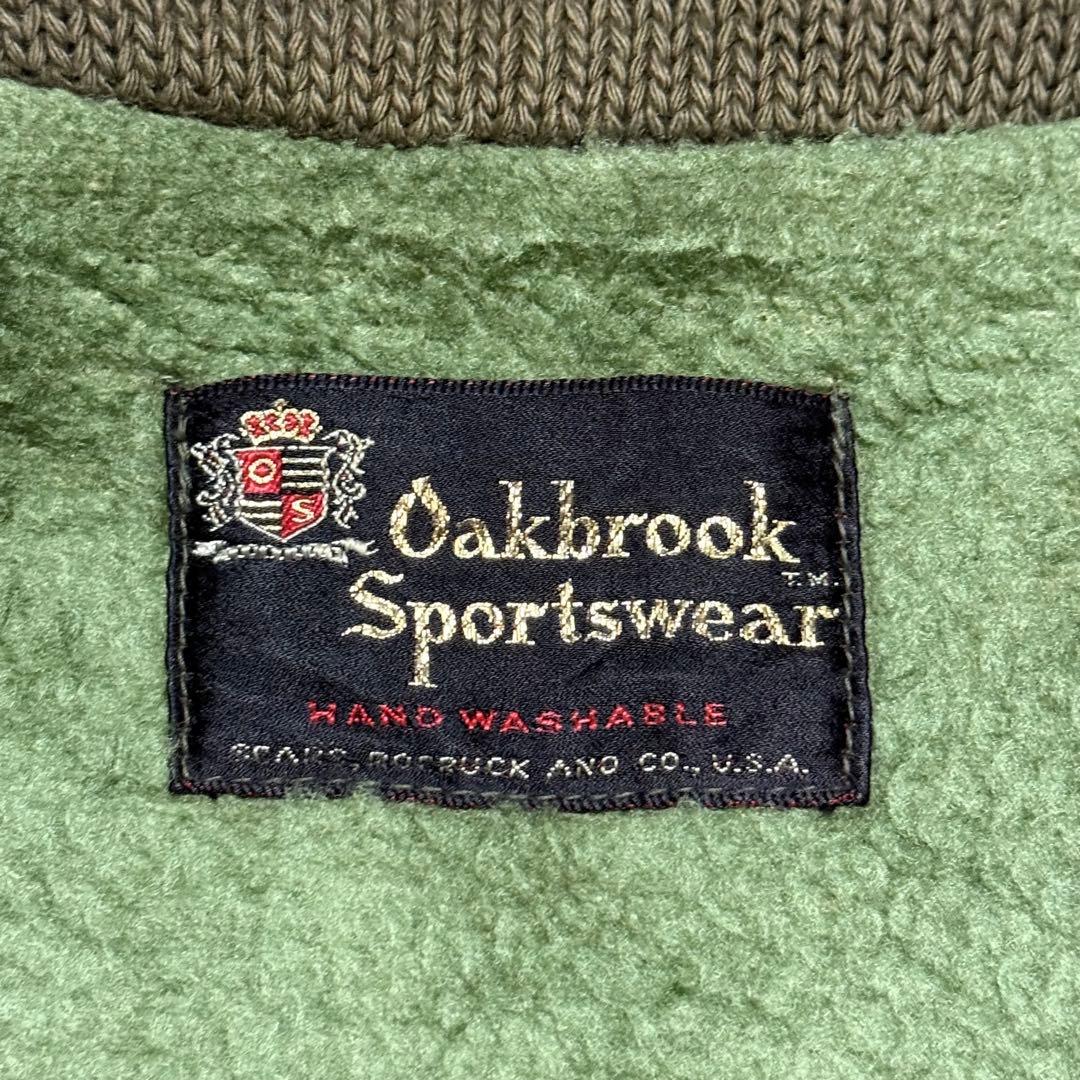 O
S
Oakbrook
T.M.
Sportswear
HAND WASHABLE
SEARS, ROEBUCK AND CO., U.S.A.